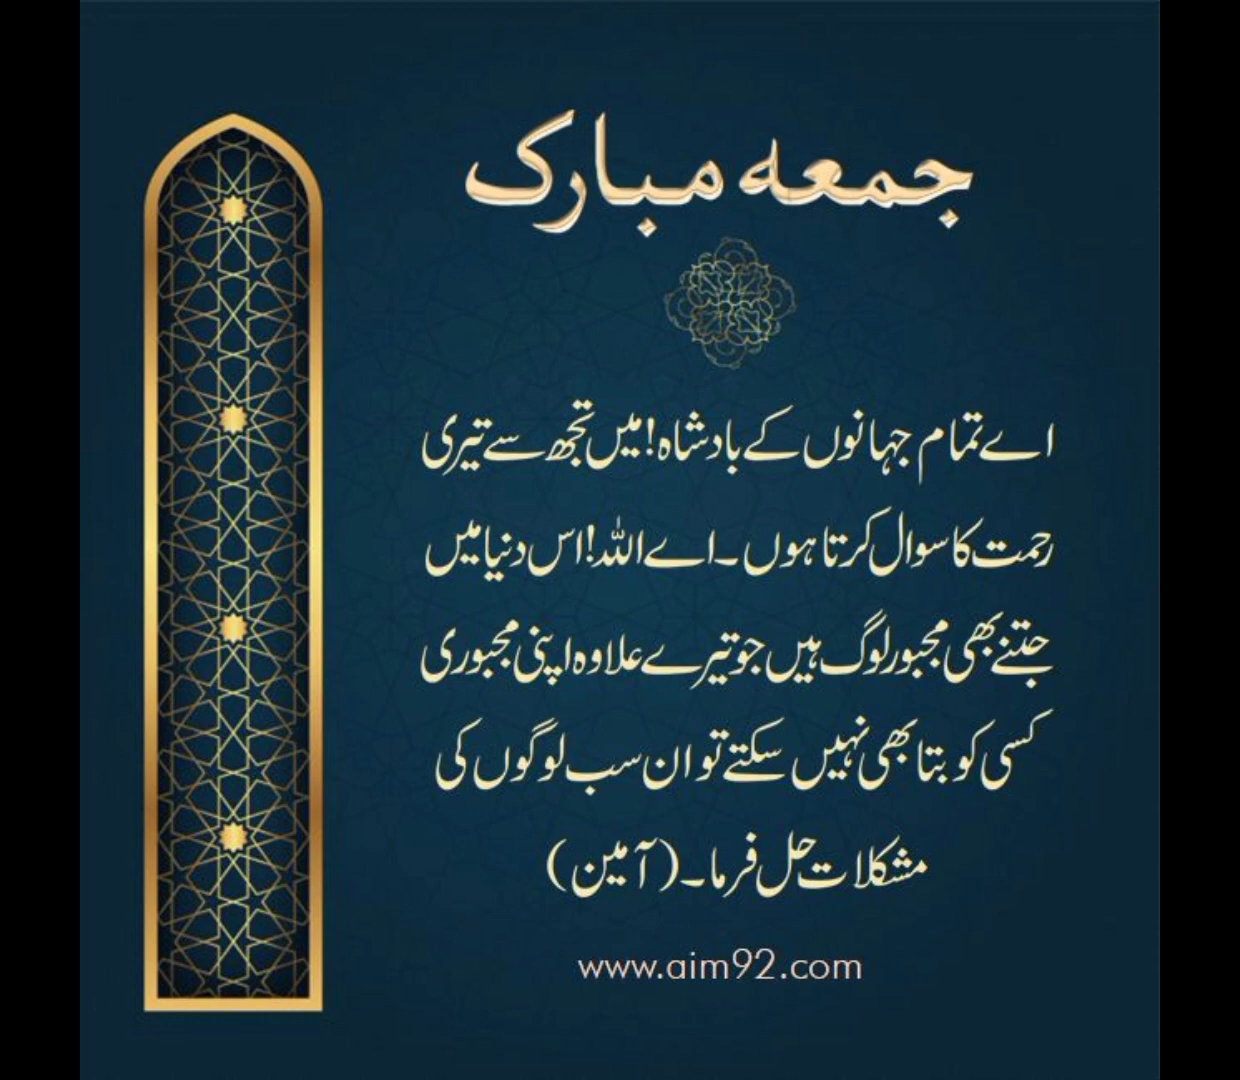 جمعہ مبارک
اے تمام جہانوں کے بادشاہ! میں تجھ سے تیری
رحمت کا سوال کرتا ہوں۔ اے اللہ! اس دنیا میں
جتنے بھی مجبور لوگ ہیں جو تیرے علاوہ اپنی مجبوری
کسی کو بتا بھی نہیں سکتے تو ان سب لوگوں کی
مشکلات حل فرما۔ (آمین)
www.aim92.com